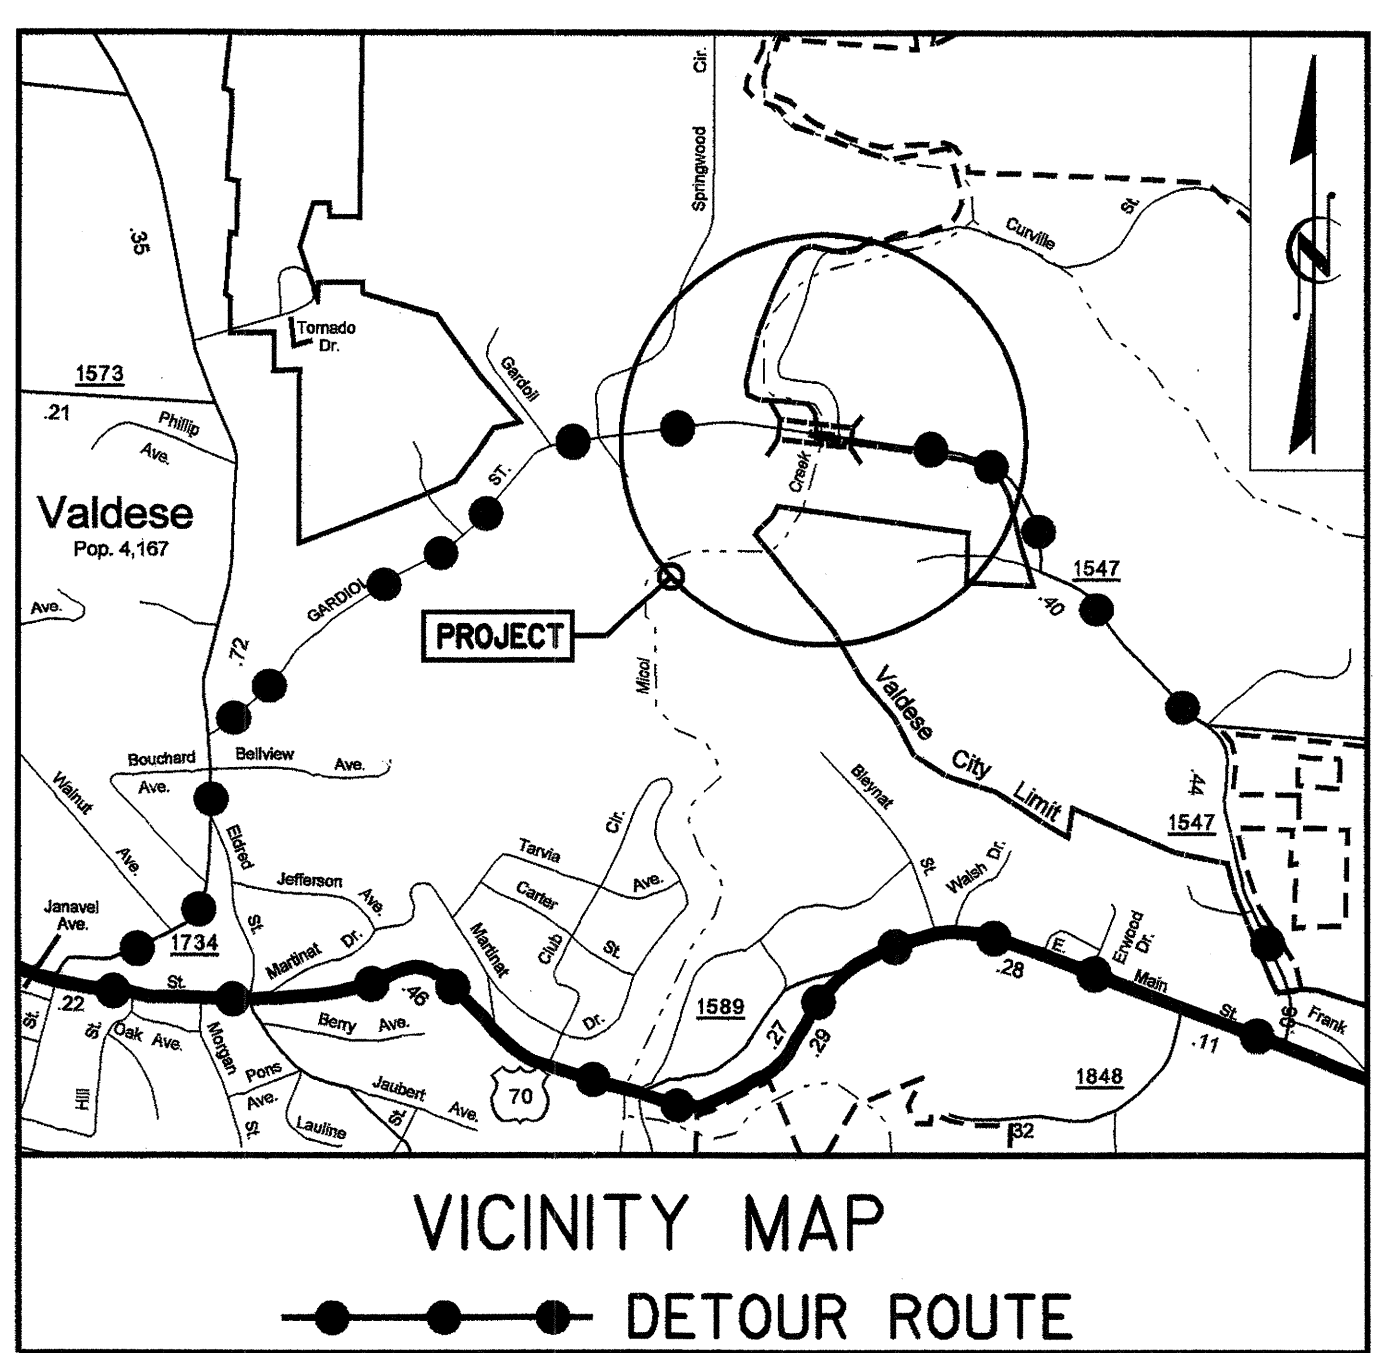 Cir.
Springwood
St.
Curville
.35
Tornado
Dr.
1573
.21
Phillip
Ave.
Gardoil
ST.
Creek
Valdese
Pop. 4,167
GARDIOL
1547
.40
Ave.
PROJECT
.72
Micol
Valdese City Limit
Bouchard
Ave.
Bellview Ave.
Walnut
Ave.
Bleynat
St.
.44
1547
Eldred
St.
Cir.
Tarvia
Ave.
Jefferson
Ave.
Carter
St.
Walsh Dr.
Janavel
Ave.
1734
Martinat Dr.
Martinat
Dr.
Club
E
Erwood
Dr.
St.
.22
.46
1589
.27
.29
.28
Main
St.
.06
Frank
.11
St.
St.
Oak Ave.
Morgan
St.
Berry Ave.
Pons
Ave.
Jaubert
Ave.
St.
Hill
Lauline
70
1848
.32
VICINITY MAP
DETOUR ROUTE